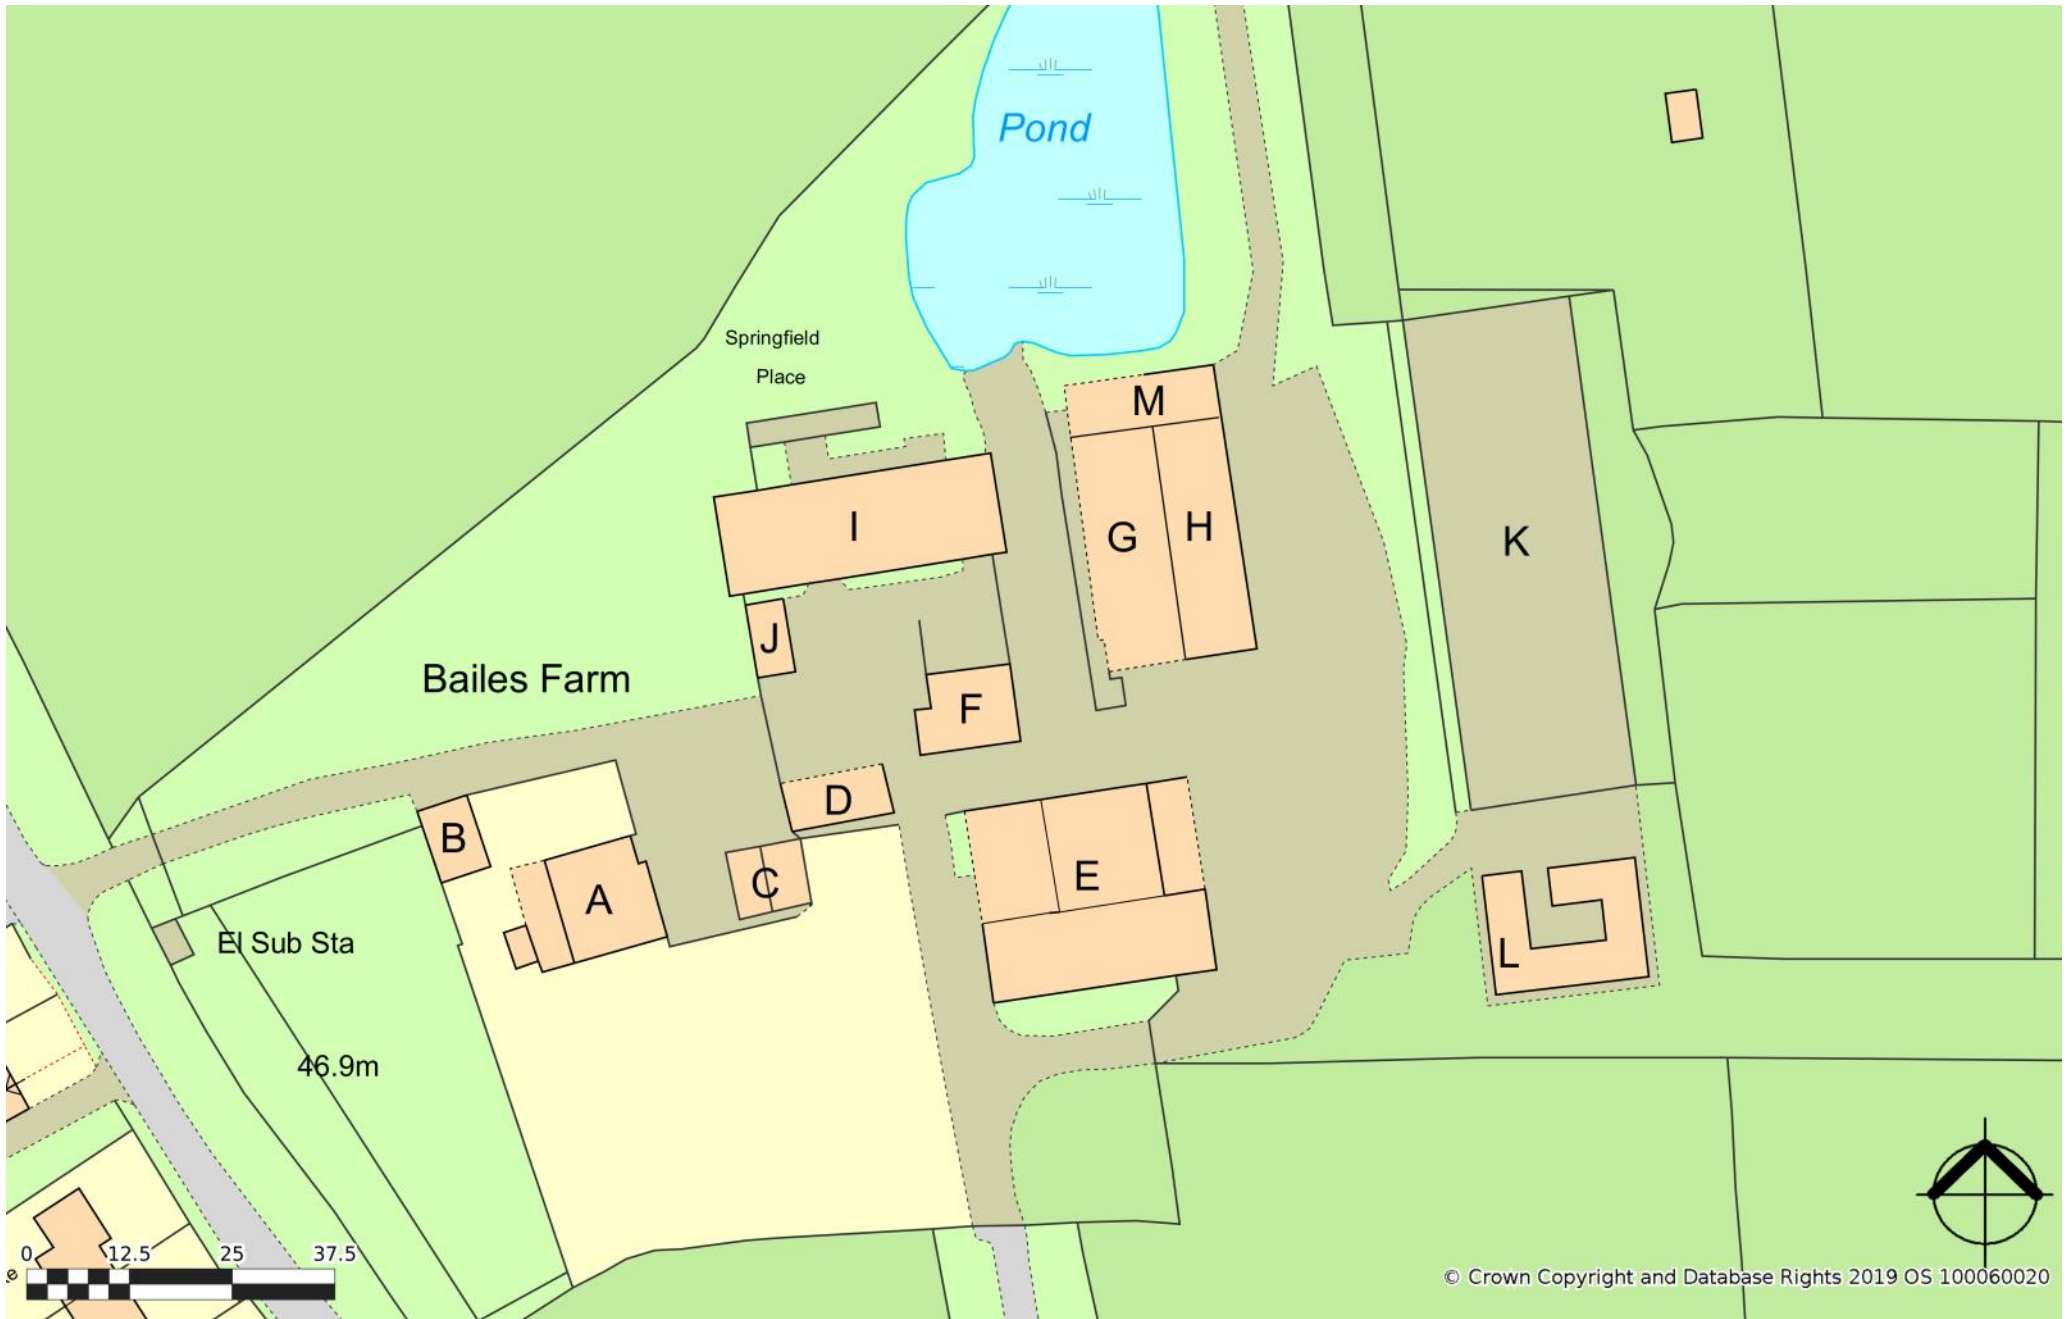 Pond
Springfield
Place
M
I
G
H
K
J
Bailes Farm
F
D
B
C
E
A
El Sub Sta
L
46.9m
0 12.5 25 37.5
e
© Crown Copyright and Database Rights 2019 OS 100060020